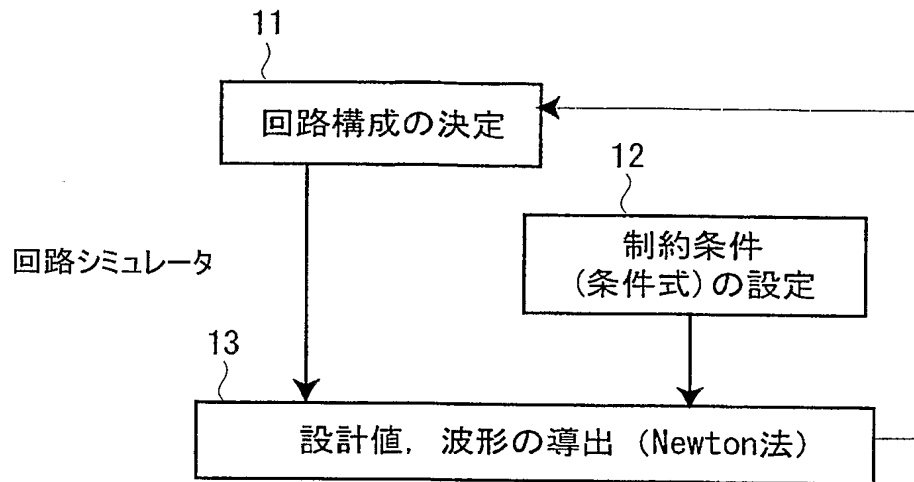 11
回路構成の決定
12
制約条件
(条件式)の設定
回路シミュレータ
13
設計値, 波形の導出 (Newton法)